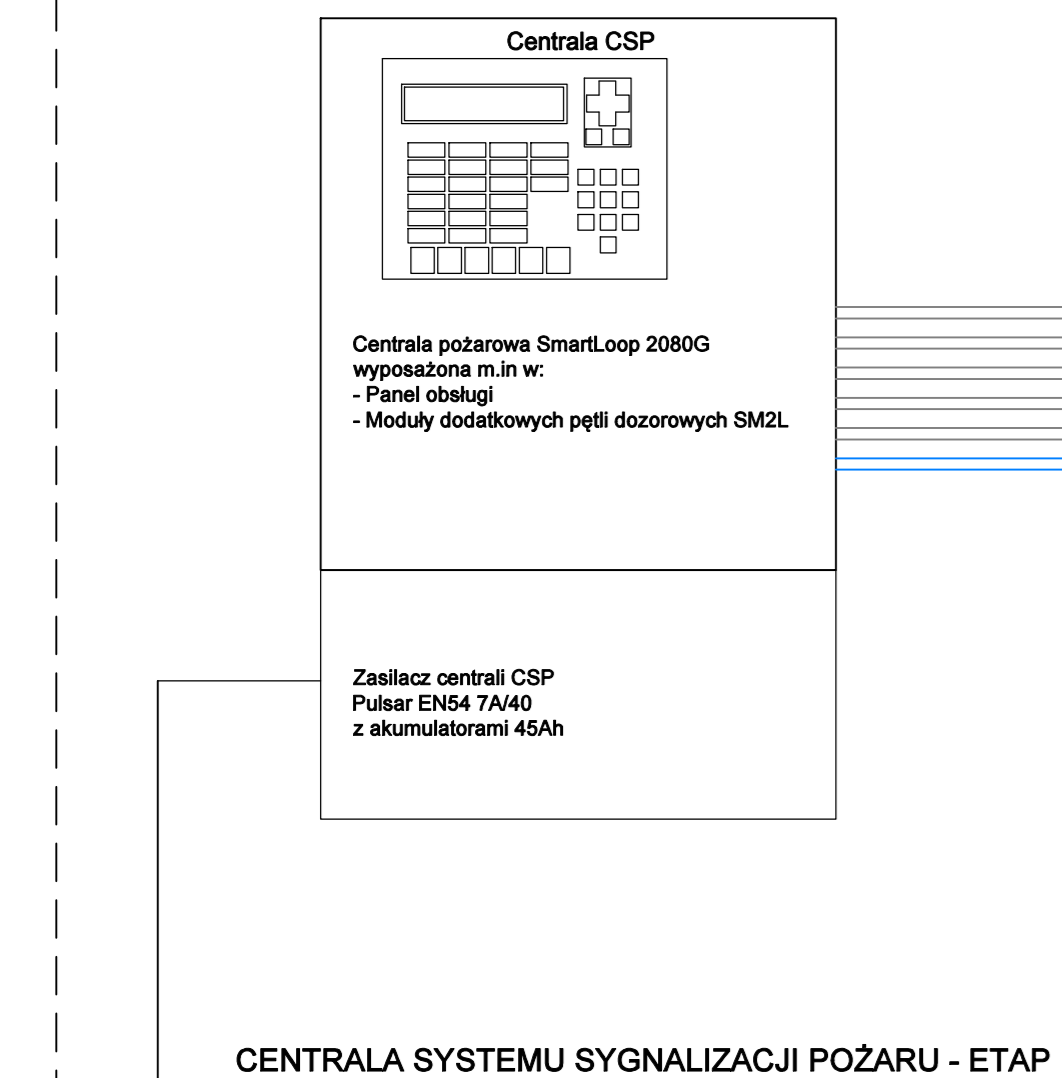 Centrala CSP
Centrala pożarowa SmartLoop 2080G
wyposażona m.in w:
- Panel obsługi
- Moduły dodatkowych pętli dozorowych SM2L
Zasilacz centrali CSP
Pulsar EN54 7A/40
z akumulatorami 45Ah
CENTRALA SYSTEMU SYGNALIZACJI POŻARU - ETAP